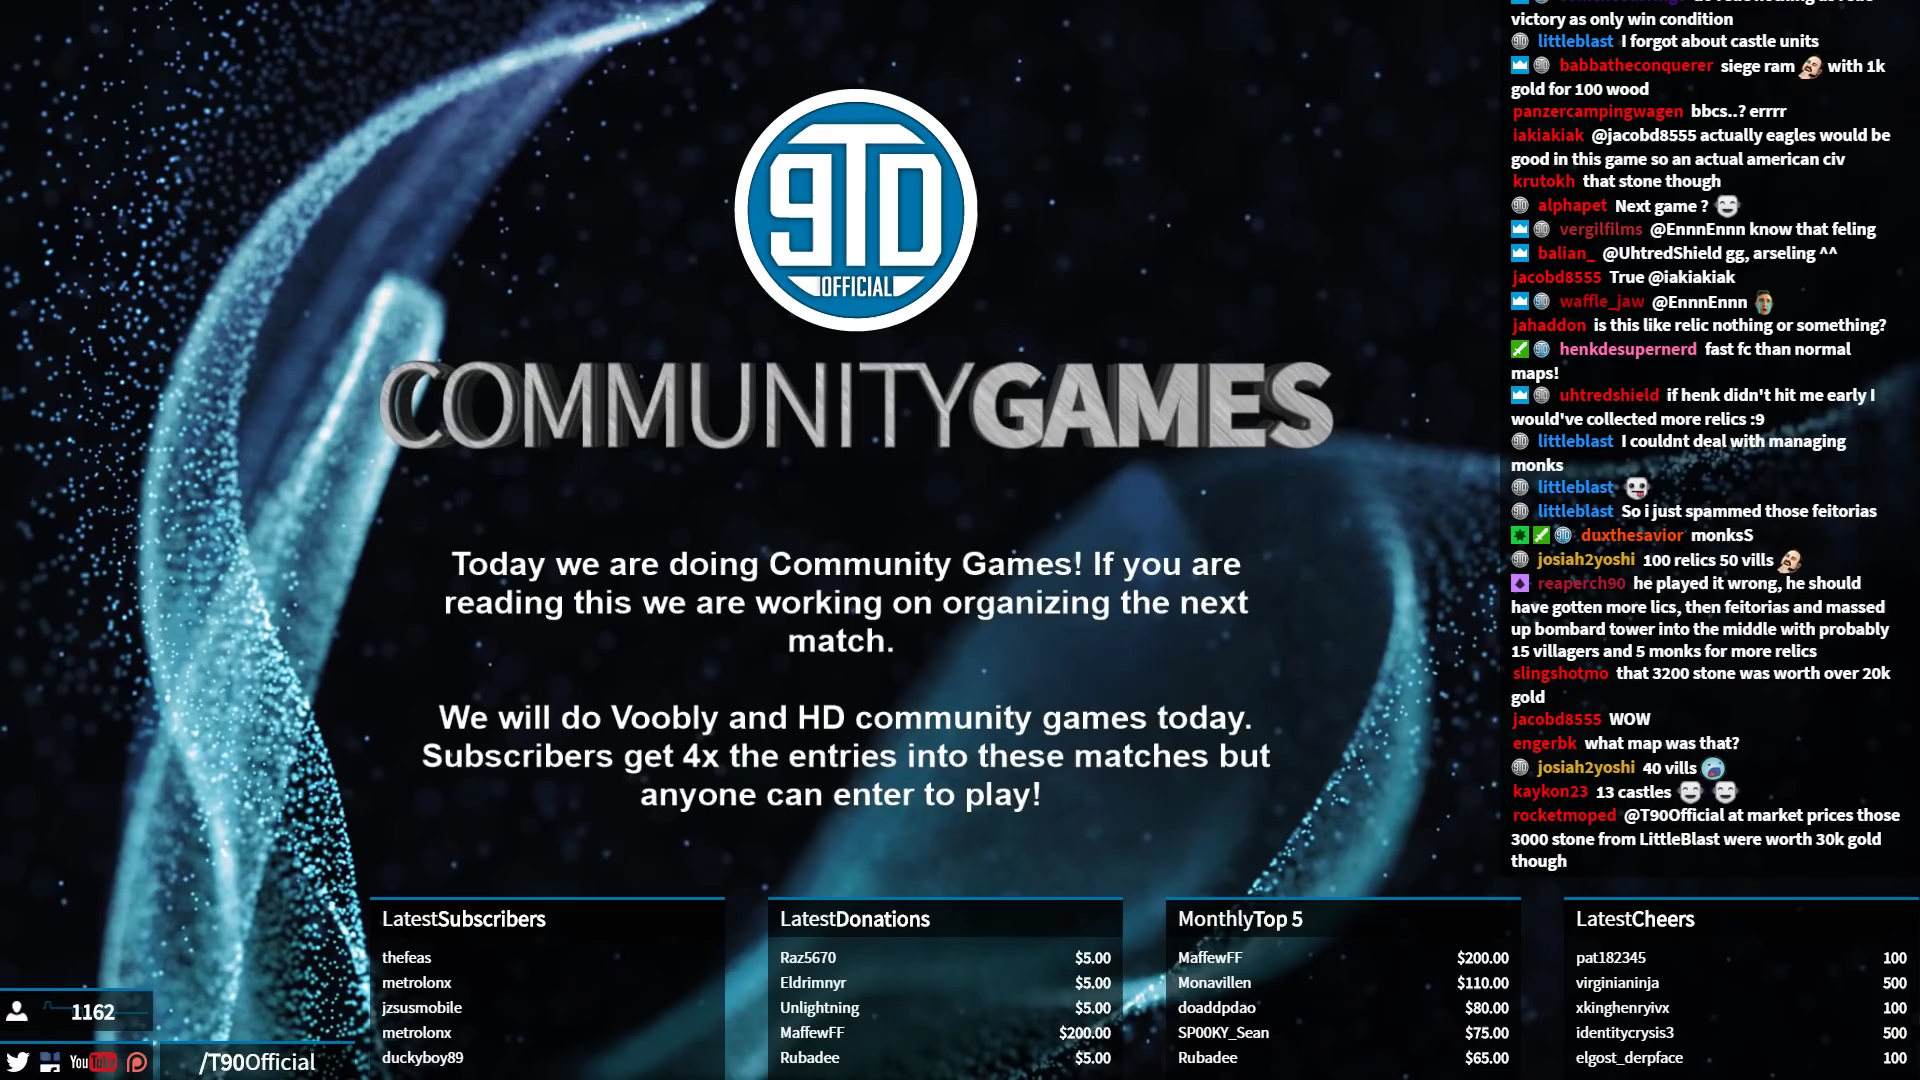 9TD
OFFICIAL
COMMUNITYGAMES
Today we are doing Community Games! If you are
reading this we are working on organizing the next
match.
We will do Voobly and HD community games today.
Subscribers get 4x the entries into these matches but
anyone can enter to play!
victory as only win condition
littleblast I forgot about castle units
babbatheconquerer siege ram with 1k
gold for 100 wood
panzercampingwagen bbcs..? errrr
iakiakiak @jacobd8555 actually eagles would be
good in this game so an actual american civ
krutokh that stone though
alphapet Next game ?
vergilfilms @EnnnEnnn know that feling
balian_ @UhtredShield gg, arseling ^^
jacobd8555 True @iakiakiak
waffle_jaw @EnnnEnnn
jahaddon is this like relic nothing or something?
henkdesupernerd fast fc than normal
maps!
uhtredshield if henk didn't hit me early I
would've collected more relics :9
littleblast I couldnt deal with managing
monks
littleblast
littleblast So i just spammed those feitorias
duxthesavior monksS
josiah2yoshi 100 relics 50 vills
reaperch90 he played it wrong, he should
have gotten more lics, then feitorias and massed
up bombard tower into the middle with probably
15 villagers and 5 monks for more relics
slingshotmo that 3200 stone was worth over 20k
gold
jacobd8555 WOW
engerbk what map was that?
josiah2yoshi 40 vills
kaykon23 13 castles
rocketmoped @T90Official at market prices those
3000 stone from LittleBlast were worth 30k gold
though
LatestSubscribers
thefeas
metrolonx
jzsusmobile
metrolonx
duckyboy89
LatestDonations
Raz5670 $5.00
Eldrimnyr $5.00
Unlightning $5.00
MaffewFF $200.00
Rubadee $5.00
MonthlyTop 5
MaffewFF $200.00
Monavillen $110.00
doaddpdao $80.00
SP00KY_Sean $75.00
Rubadee $65.00
LatestCheers
pat182345 100
virginianinja 500
xkinghenryivx 100
identitycrysis3 500
elgost_derpface 100
1162
YouTube
/T90Official